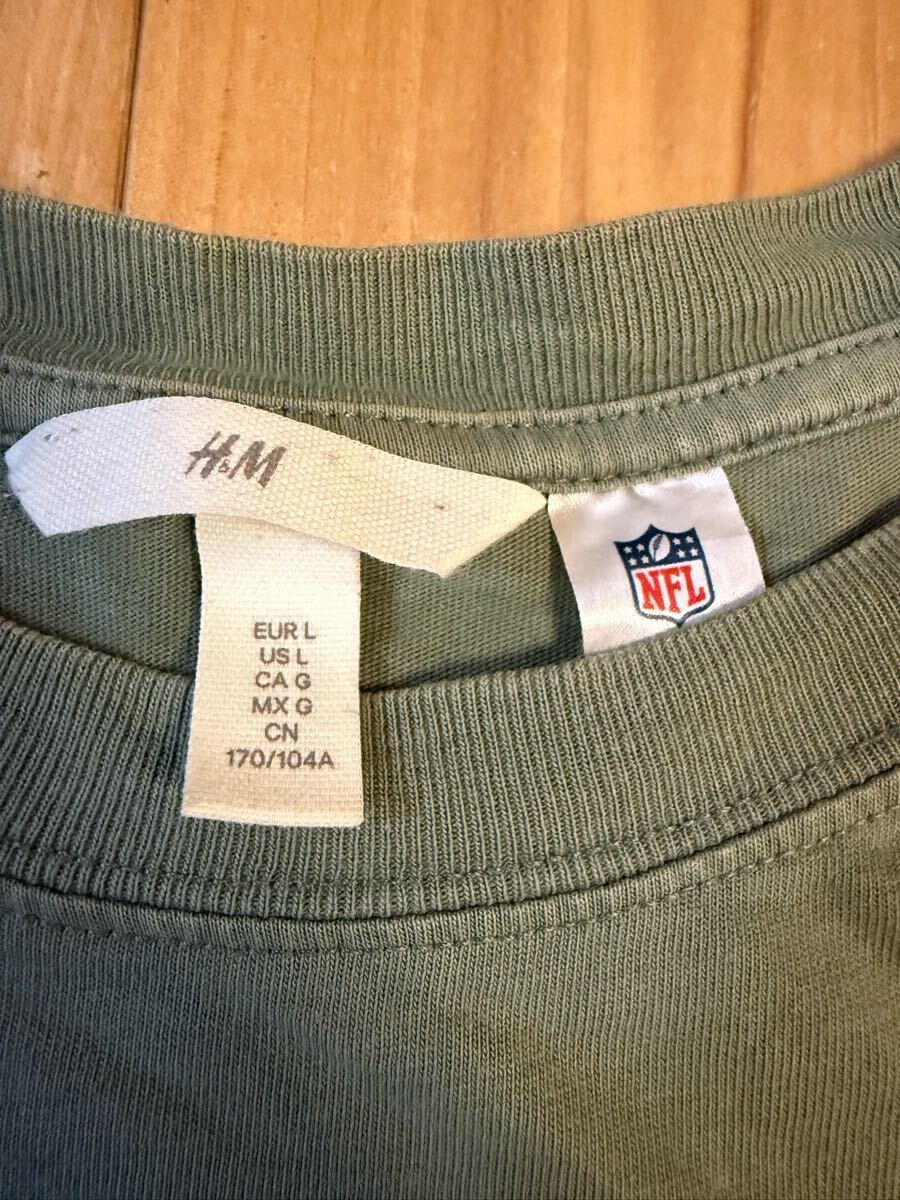 H&M
EUR L
US L
CA G
MX G
CN
170/104A
NFL